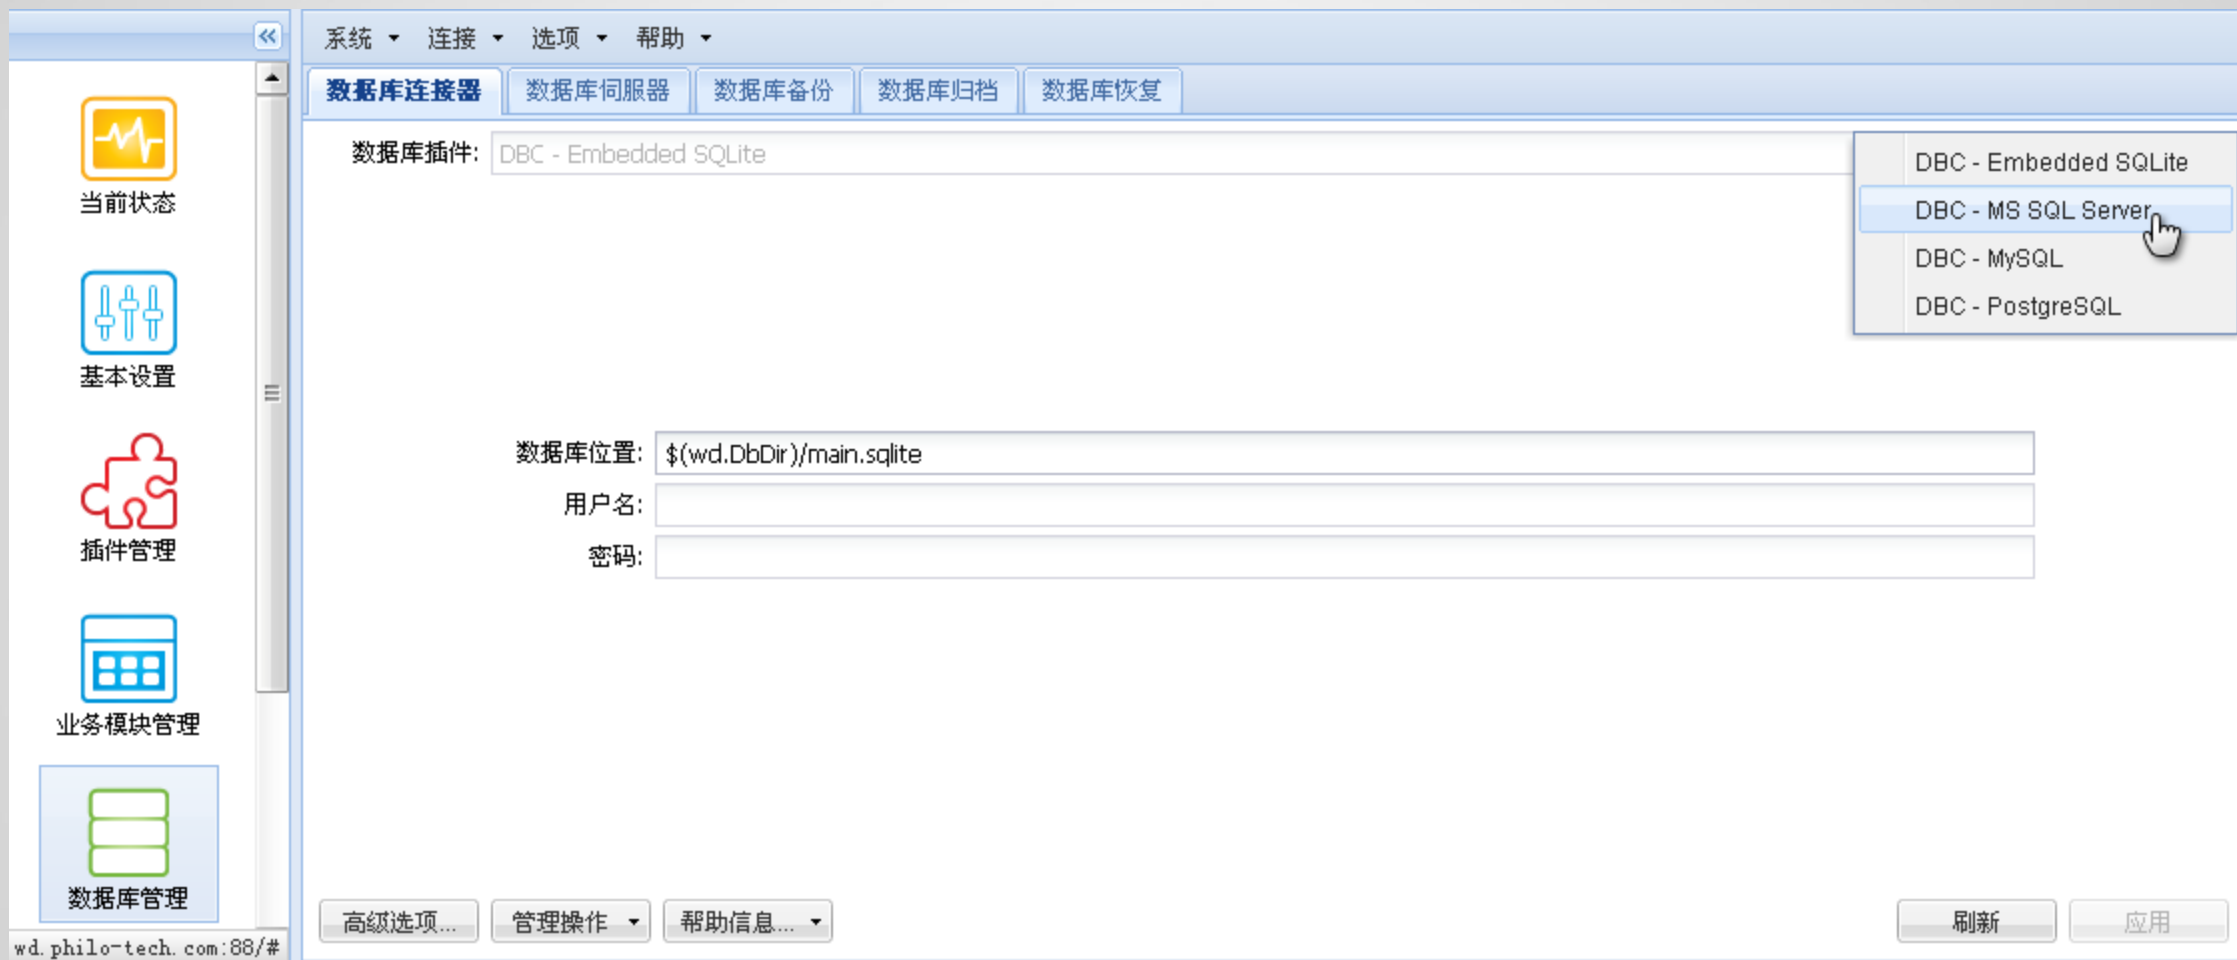 系统 连接 选项 帮助
数据库连接器 数据库伺服器 数据库备份 数据库归档 数据库恢复
数据库插件: DBC - Embedded SQLite
DBC - Embedded SQLite
DBC - MS SQL Server
DBC - MySQL
DBC - PostgreSQL
当前状态
基本设置
插件管理
业务模块管理
数据库管理
数据库位置: $(wd.DbDir)/main.sqlite
用户名:
密码:
高级选项... 管理操作 帮助信息... 刷新 应用
wd.philo-tech.com:88/#